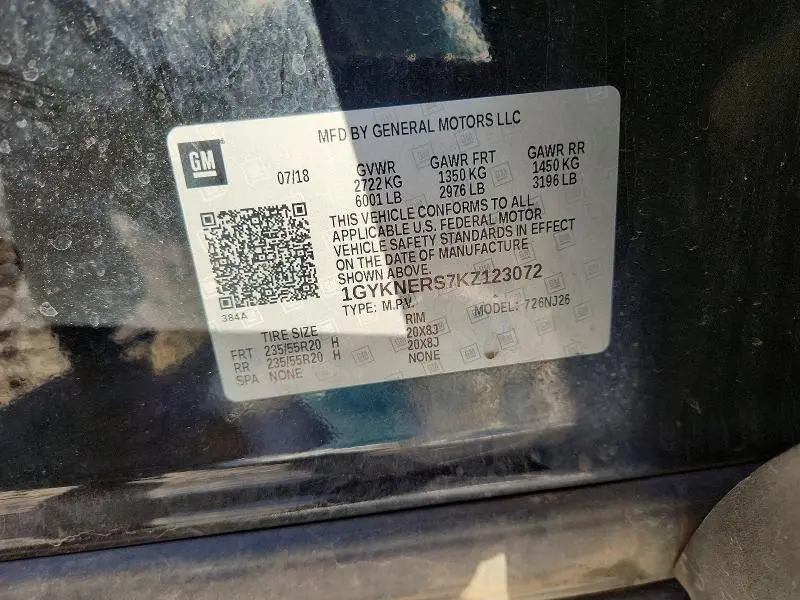 MFD BY GENERAL MOTORS LLC
GM
07/18 GVWR GAWR FRT GAWR RR
2722 KG 1350 KG 1450 KG
6001 LB 2976 LB 3196 LB
THIS VEHICLE CONFORMS TO ALL
APPLICABLE U.S. FEDERAL MOTOR
VEHICLE SAFETY STANDARDS IN EFFECT
ON THE DATE OF MANUFACTURE
SHOWN ABOVE.
1GYKNERS7KZ123072
384A
TYPE: M.P.V. MODEL: 726NJ26
TIRE SIZE RIM
FRT 235/55R20 H 20X8J
RR 235/55R20 H 20X8J
SPA NONE NONE